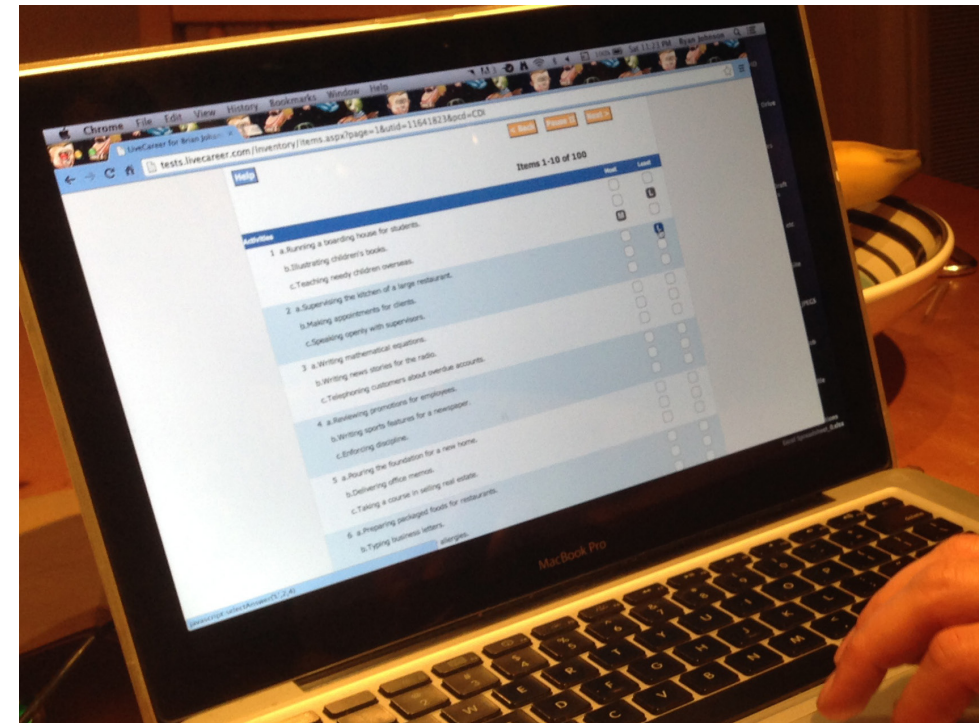 Chrome File Edit View History Bookmarks Window Help Sat 11:23 PM Ryan Johnson
LiveCareer for Brian Johns
tests.livecareer.com/inventory/items.aspx?page=1&utid=11641823&ocd=CDI
< Back Pause II Next >
Help
Items 1-10 of 100
Activities Most Least
1 a.Running a boarding house for students.
b.Illustrating children's books. L
c.Teaching needy children overseas. M
2 a.Supervising the kitchen of a large restaurant. L
b.Making appointments for clients.
c.Speaking openly with supervisors.
3 a.Writing mathematical equations.
b.Writing news stories for the radio.
c.Telephoning customers about overdue accounts.
4 a.Reviewing promotions for employees.
b.Writing sports features for a newspaper.
c.Enforcing discipline.
5 a.Pouring the foundation for a new home.
b.Delivering office memos.
c.Taking a course in selling real estate.
6 a.Preparing packaged foods for restaurants.
b.Typing business letters.
allergies.
MacBook Pro